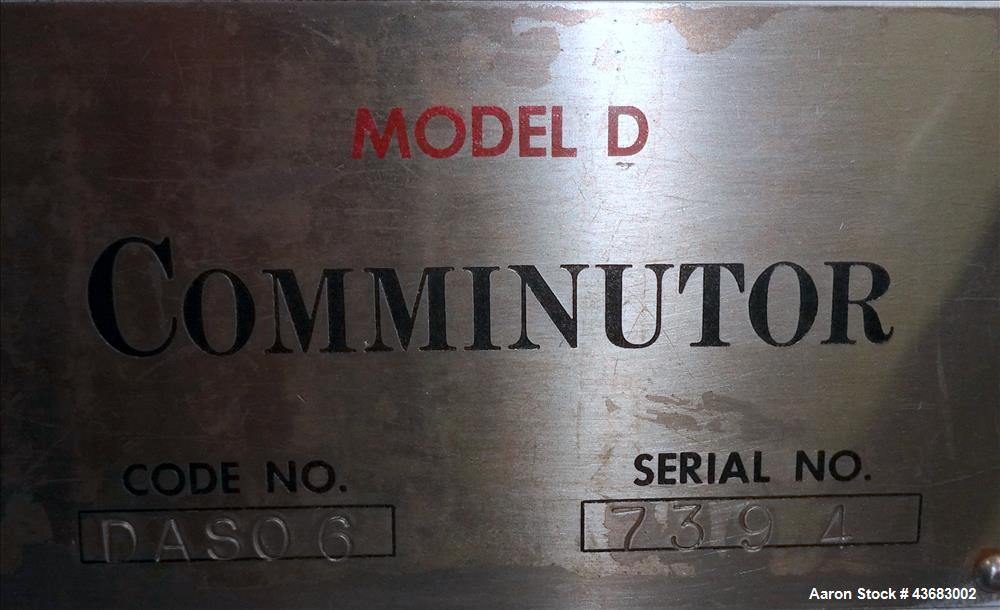 MODEL D
COMMINUTOR
CODE NO. SERIAL NO.
DAS06 7394
Aaron Stock # 43683002